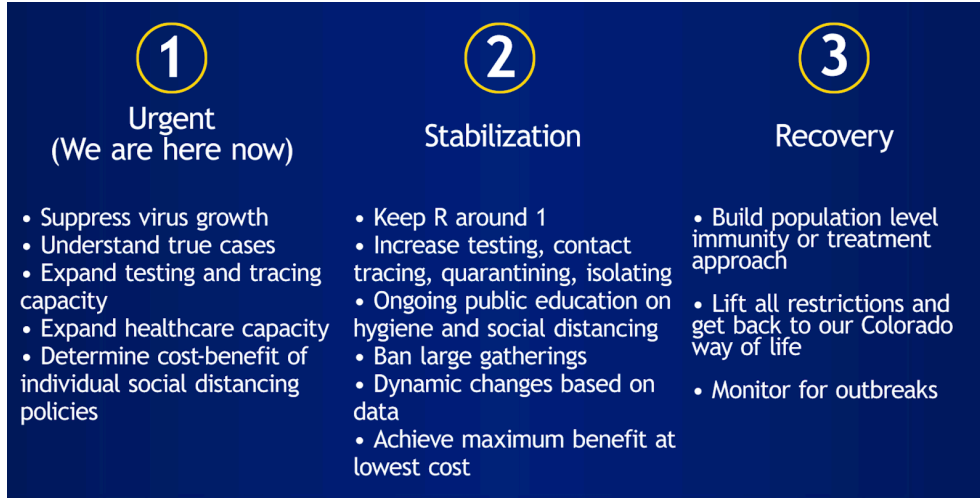 1
Urgent
(We are here now)
• Suppress virus growth
• Understand true cases
• Expand testing and tracing
capacity
• Expand healthcare capacity
• Determine cost-benefit of
individual social distancing
policies
2
Stabilization
• Keep R around 1
• Increase testing, contact
tracing, quarantining, isolating
• Ongoing public education on
hygiene and social distancing
• Ban large gatherings
• Dynamic changes based on
data
• Achieve maximum benefit at
lowest cost
3
Recovery
• Build population level
immunity or treatment
approach
• Lift all restrictions and
get back to our Colorado
way of life
• Monitor for outbreaks